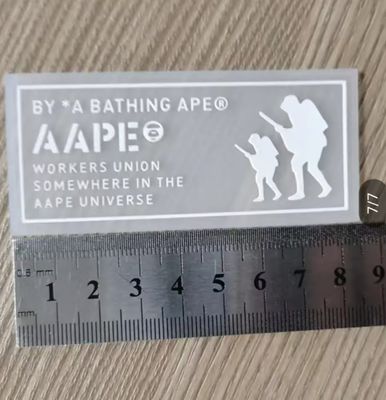 BY *A BATHING APE®
AAPE
WORKERS UNION
SOMEWHERE IN THE
AAPE UNIVERSE
7/7
0.5 mm
1 2 3 4 5 6 7 8 9
mm